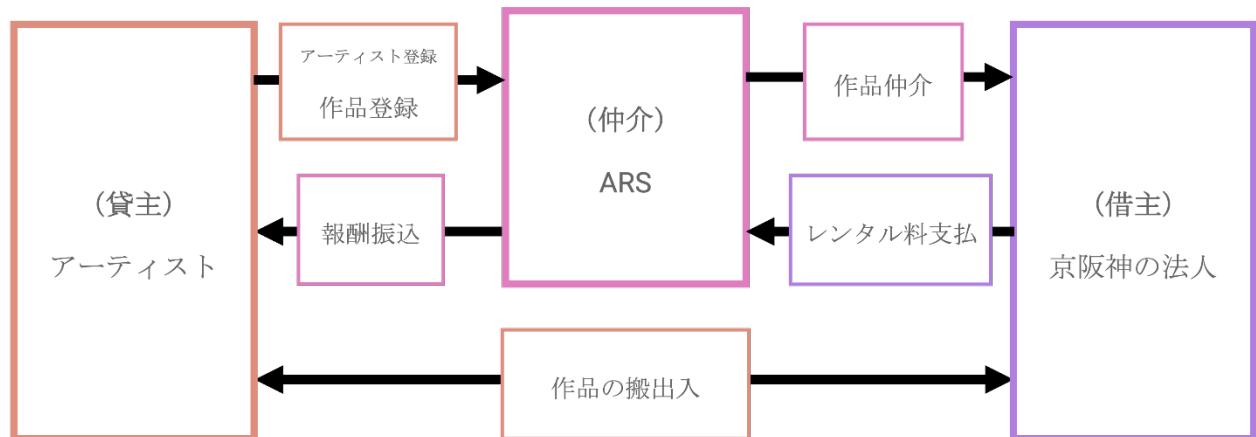 （貸主）
アーティスト
アーティスト登録
作品登録
報酬振込
（仲介）
ARS
作品仲介
レンタル料支払
（借主）
京阪神の法人
作品の搬出入